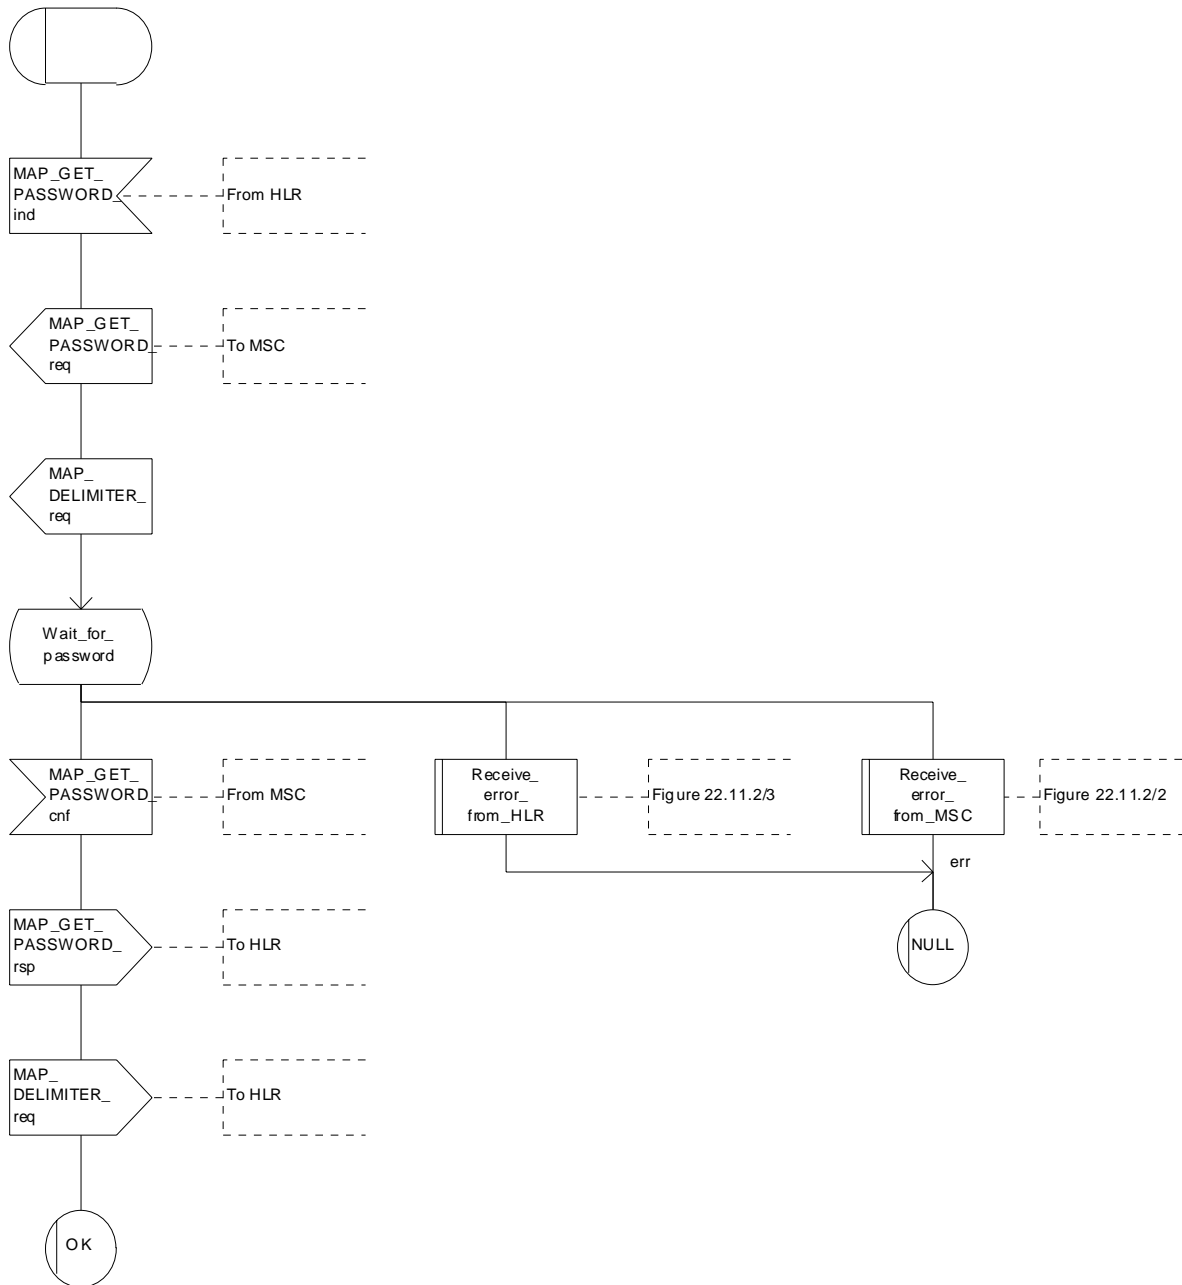 MAP_GET_
PASSWORD_
ind
From HLR
MAP_GET_
PASSWORD_
req
To MSC
MAP_
DELIMITER_
req
Wait_for_
password
MAP_GET_
PASSWORD_
cnf
From MSC
Receive_
error_
from_HLR
Figure 22.11.2/3
Receive_
error_
from_MSC
Figure 22.11.2/2
err
MAP_GET_
PASSWORD_
rsp
To HLR
NULL
MAP_
DELIMITER_
req
To HLR
OK